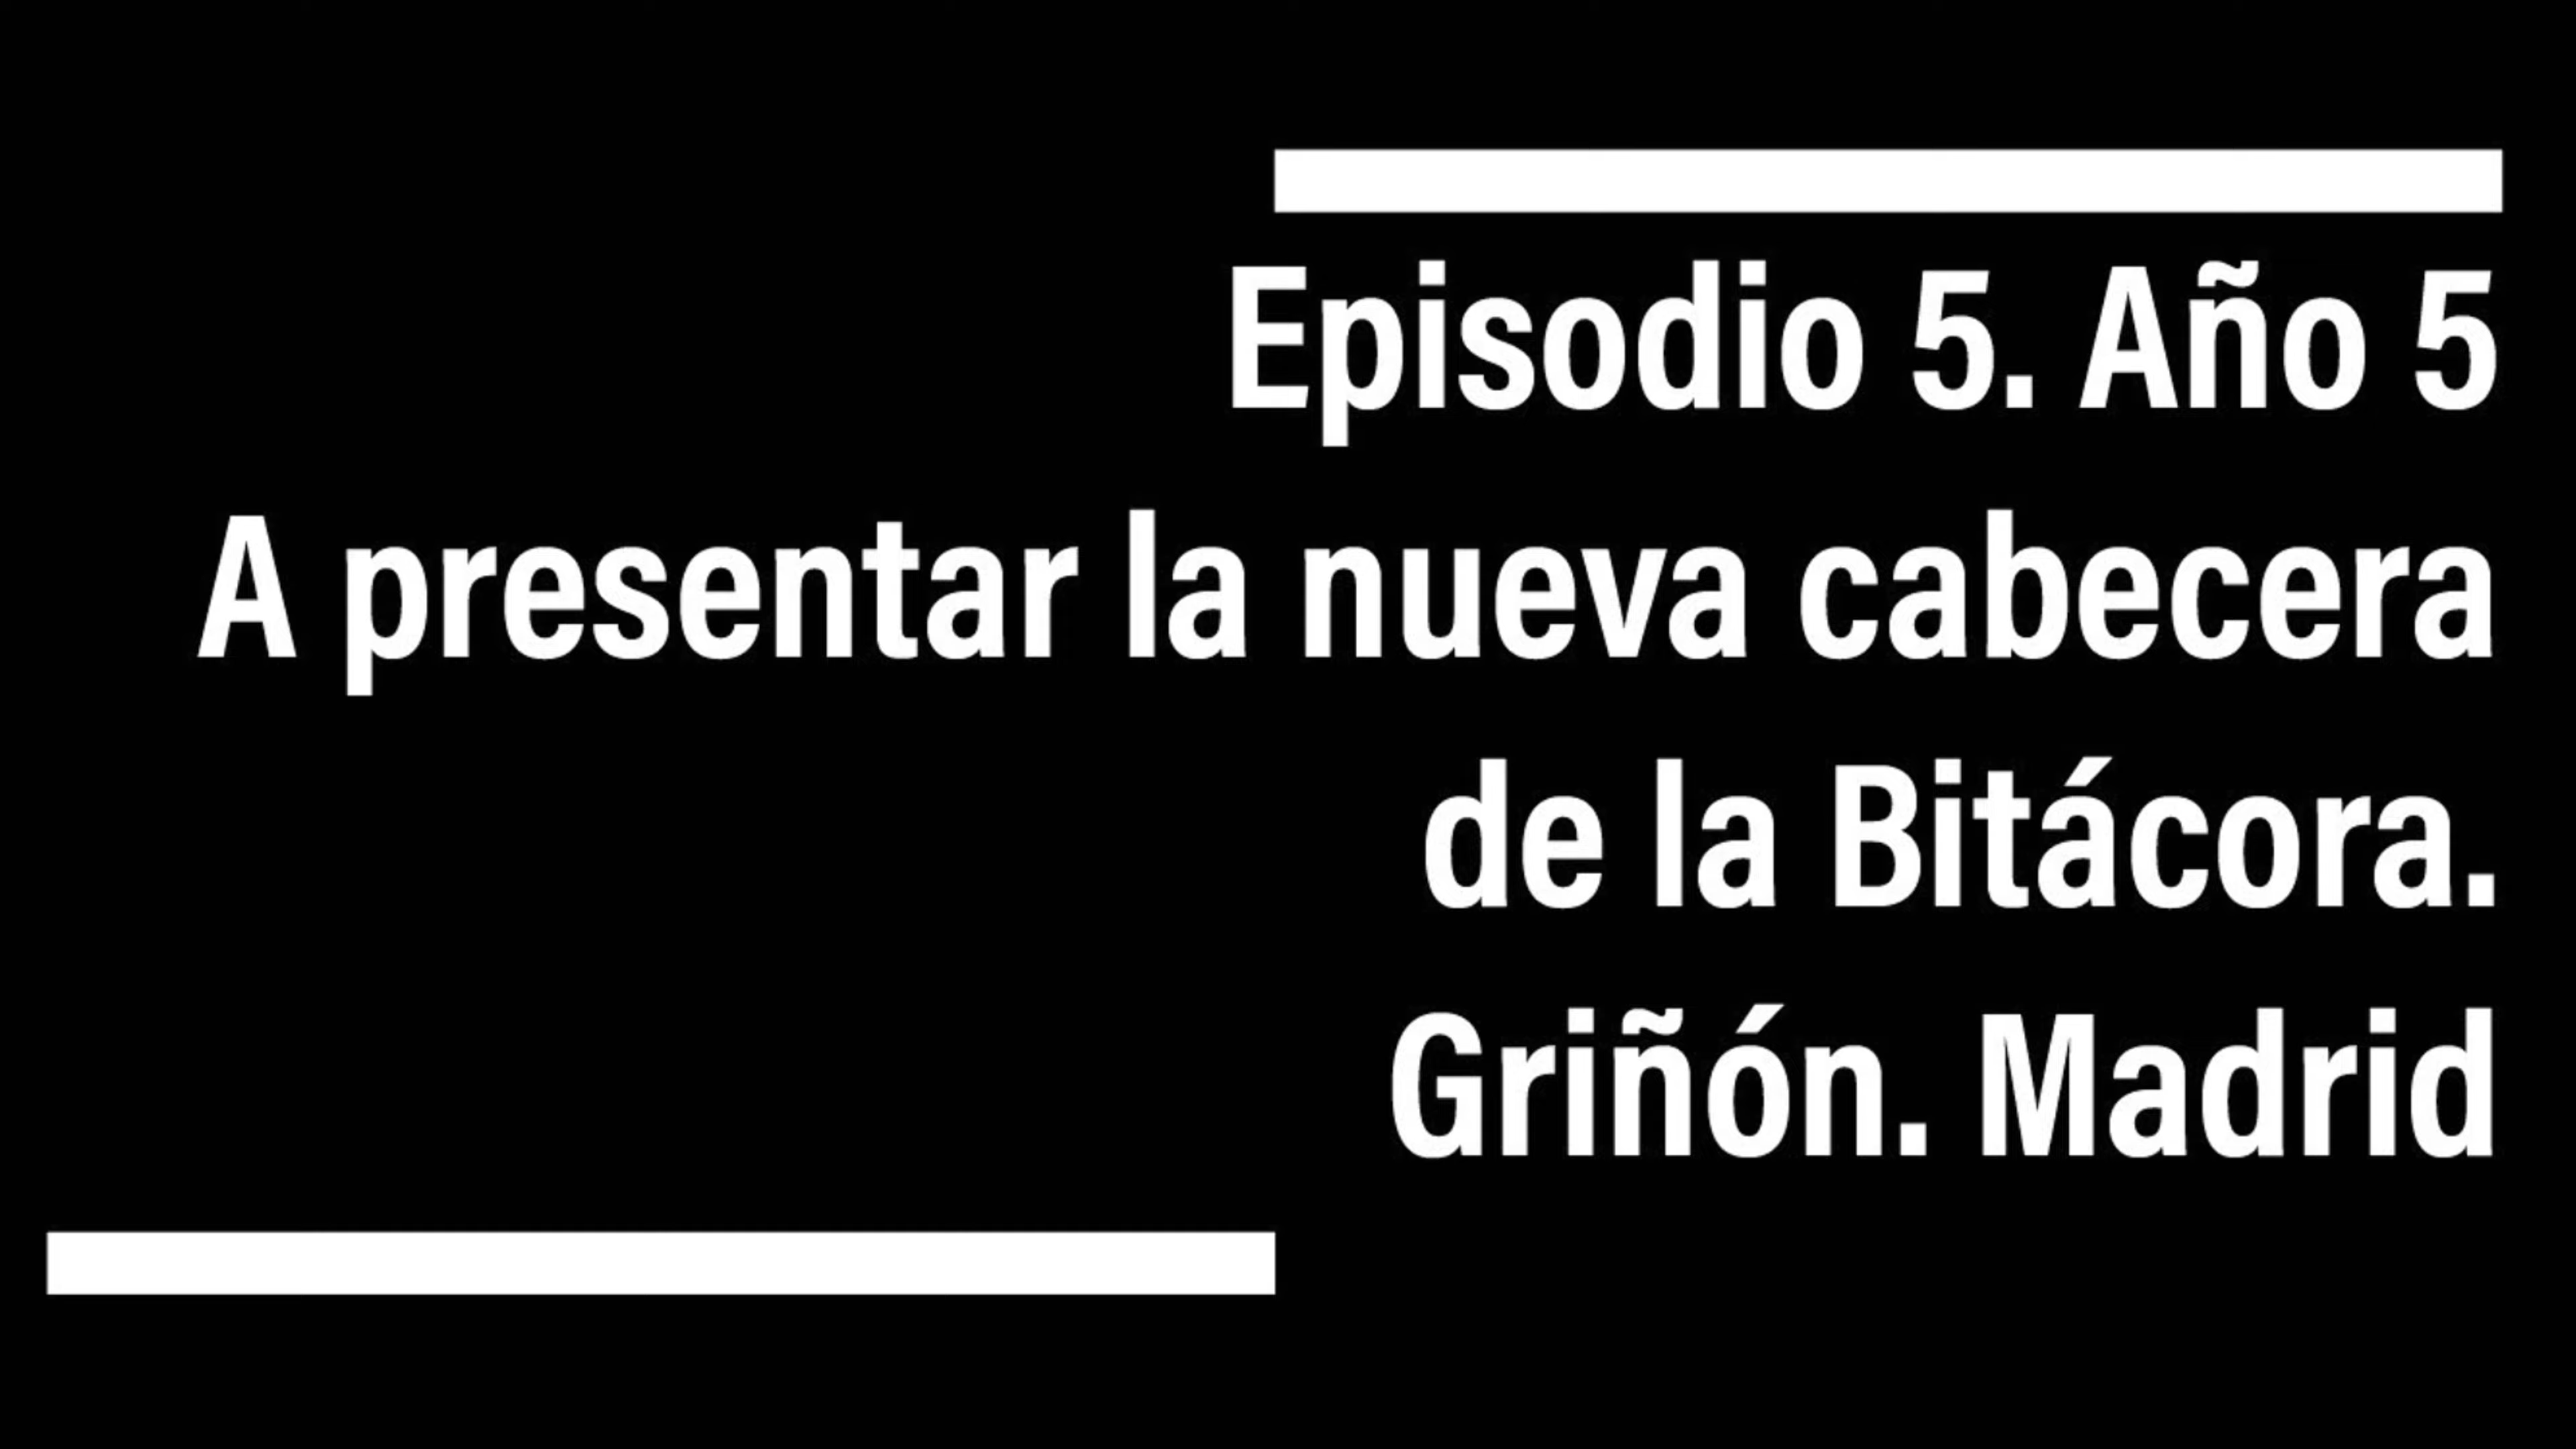 Episodio 5. Año 5
A presentar la nueva cabecera
de la Bitácora.
Griñón. Madrid